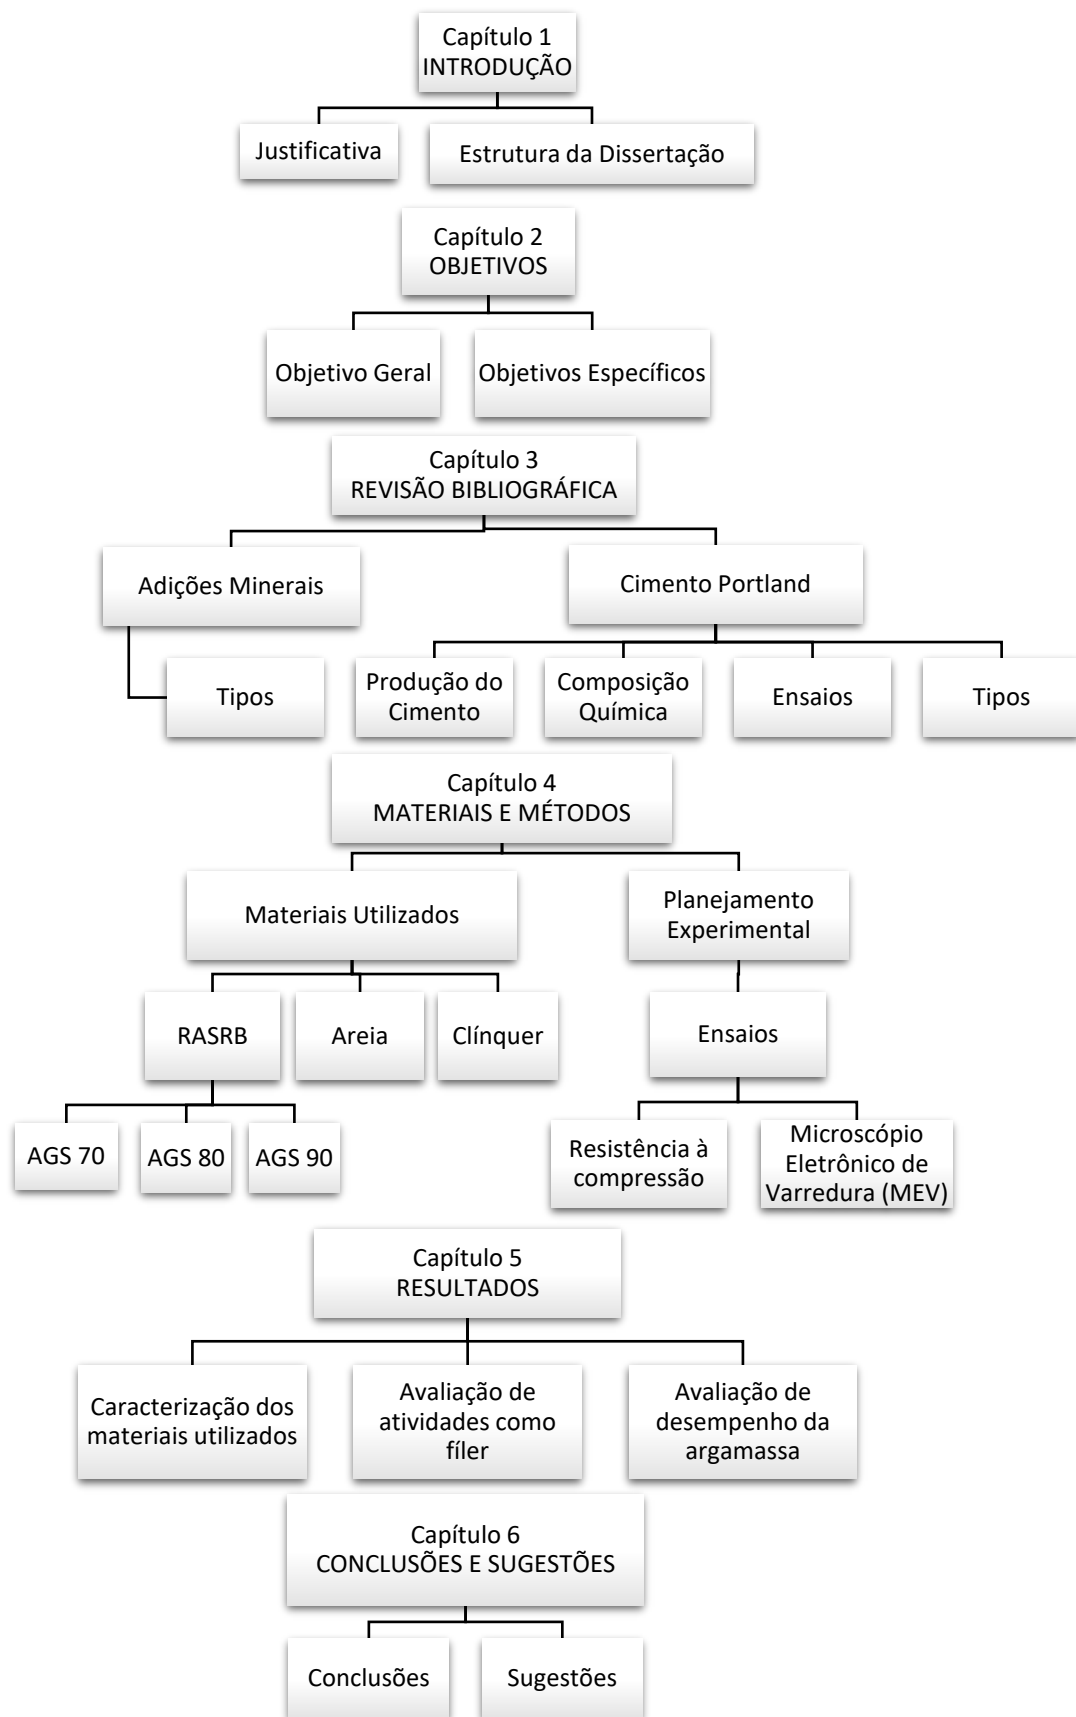 Capítulo 1
INTRODUÇÃO
Justificativa
Estrutura da Dissertação
Capítulo 2
OBJETIVOS
Objetivo Geral
Objetivos Específicos
Capítulo 3
REVISÃO BIBLIOGRÁFICA
Adições Minerais
Cimento Portland
Tipos
Produção do
Cimento
Composição
Química
Ensaios
Tipos
Capítulo 4
MATERIAIS E MÉTODOS
Materiais Utilizados
Planejamento
Experimental
RASRB
Areia
Clínquer
Ensaios
AGS 70
AGS 80
AGS 90
Resistência à
compressão
Microscópio
Eletrônico de
Varredura (MEV)
Capítulo 5
RESULTADOS
Caracterização dos
materiais utilizados
Avaliação de
atividades como
fíler
Avaliação de
desempenho da
argamassa
Capítulo 6
CONCLUSÕES E SUGESTÕES
Conclusões
Sugestões